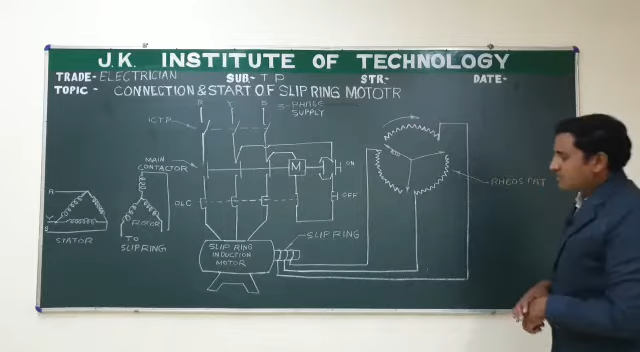 J.K. INSTITUTE OF TECHNOLOGY
TRADE- ELECTRICIAN SUB- T P STR- DATE-
TOPIC - CONNECTION & START OF SLIP RING MOTOTR
R Y B 3-PHASE SUPPLY
ICTP
MAIN CONTACTOR
M ON
OLC OFF
RHEOSTAT
R
Y
B
STATOR
ROTOR
TO SLIPRING
SLIP RING
SLIP RING INDUCTION MOTOR